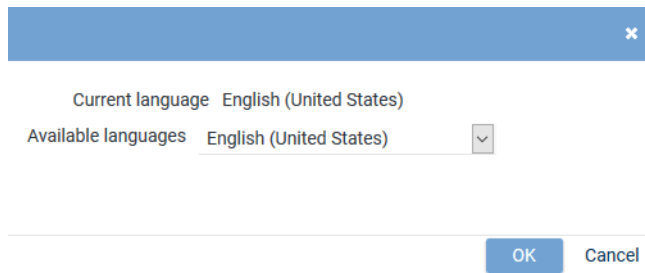 Current language English (United States)
Available languages English (United States)
OK Cancel